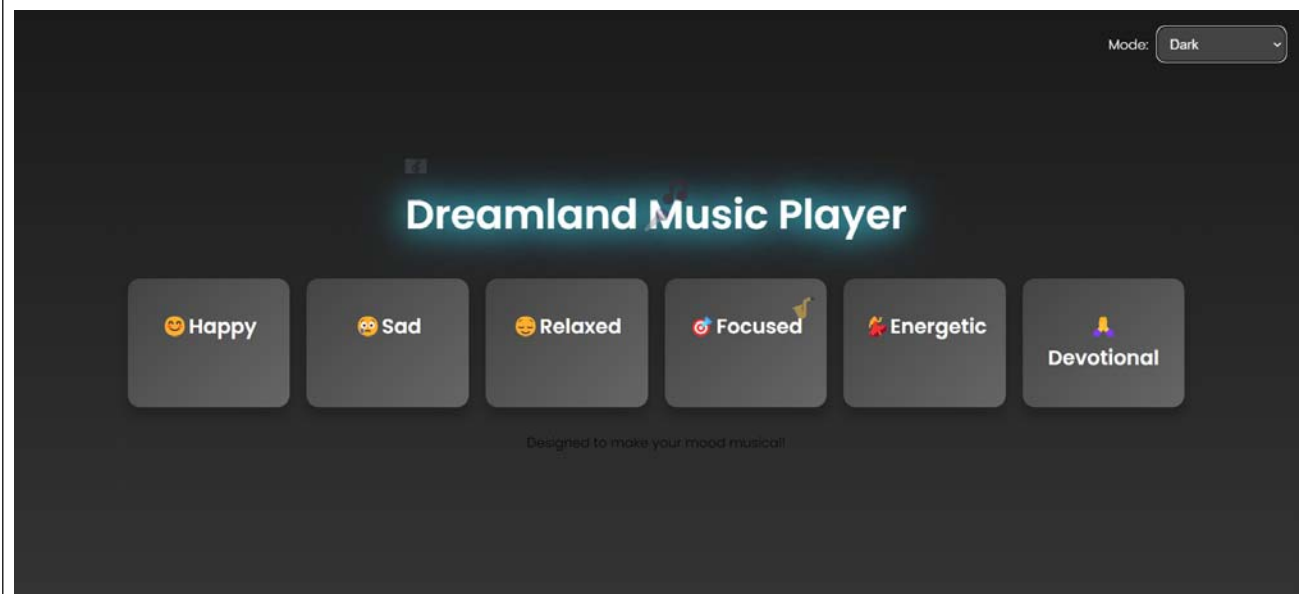 Mode: Dark
Dreamland Music Player
😊Happy
😢Sad
😌Relaxed
🎯Focused
💃Energetic
🙏
Devotional
Designed to make your mood musical!